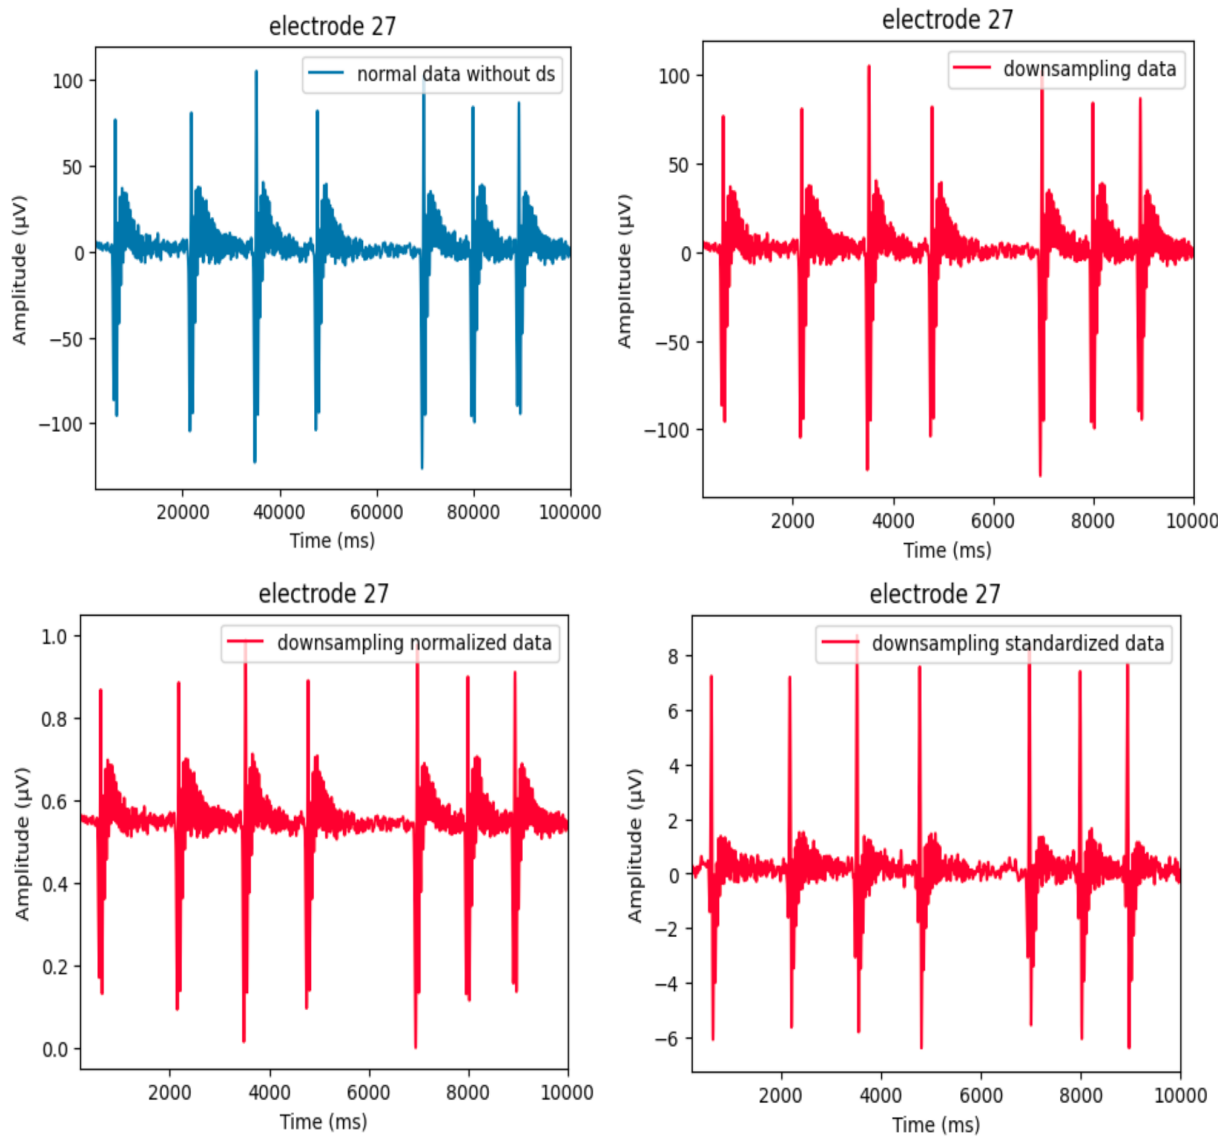 electrode 27
normal data without ds
100
50
0
−50
−100
Amplitude (µV)
20000 40000 60000 80000 100000
Time (ms)
electrode 27
downsampling data
100
50
0
−50
−100
Amplitude (µV)
2000 4000 6000 8000 10000
Time (ms)
electrode 27
downsampling normalized data
1.0
0.8
0.6
0.4
0.2
0.0
Amplitude (µV)
2000 4000 6000 8000 10000
Time (ms)
electrode 27
downsampling standardized data
8
6
4
2
0
−2
−4
−6
Amplitude (µV)
2000 4000 6000 8000 10000
Time (ms)